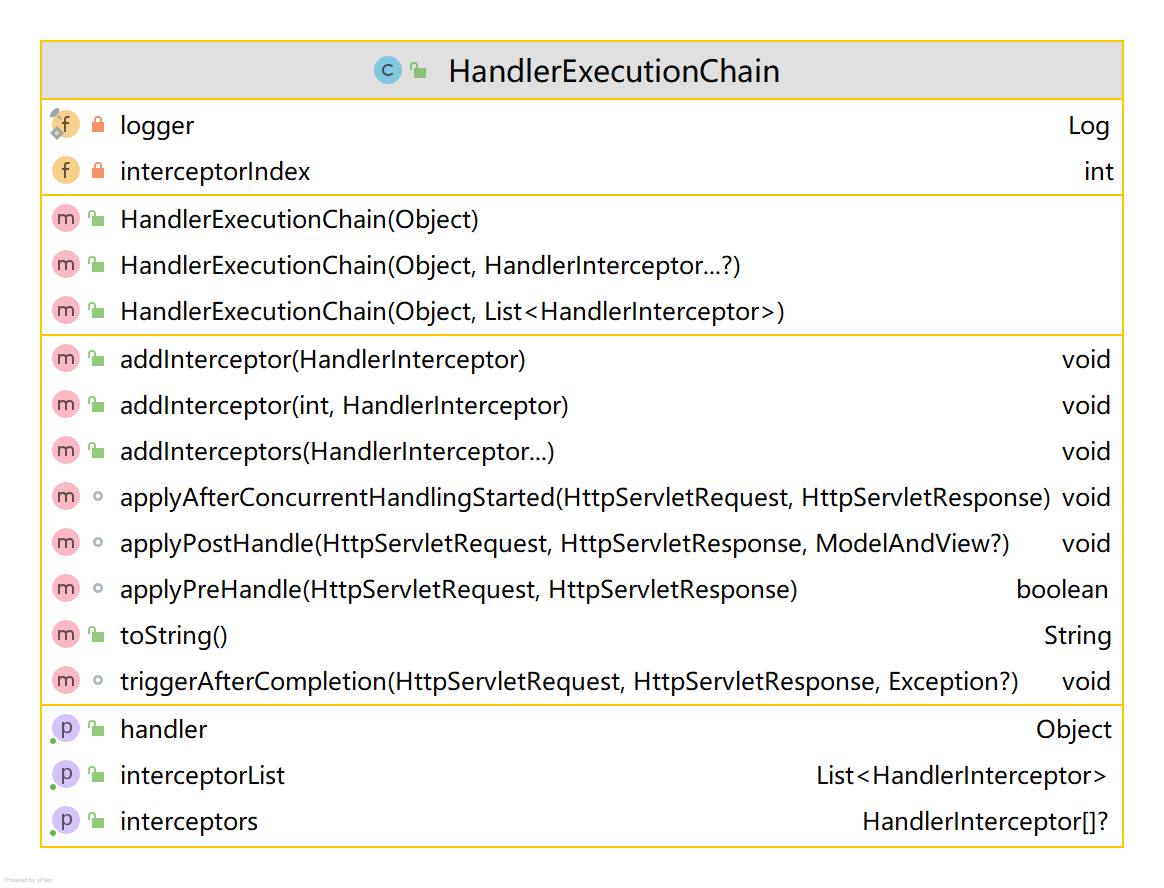 C HandlerExecutionChain
f logger Log
f interceptorIndex int
m HandlerExecutionChain(Object)
m HandlerExecutionChain(Object, HandlerInterceptor...?)
m HandlerExecutionChain(Object, List<HandlerInterceptor>)
m addInterceptor(HandlerInterceptor) void
m addInterceptor(int, HandlerInterceptor) void
m addInterceptors(HandlerInterceptor...) void
m applyAfterConcurrentHandlingStarted(HttpServletRequest, HttpServletResponse) void
m applyPostHandle(HttpServletRequest, HttpServletResponse, ModelAndView?) void
m applyPreHandle(HttpServletRequest, HttpServletResponse) boolean
m toString() String
m triggerAfterCompletion(HttpServletRequest, HttpServletResponse, Exception?) void
p handler Object
p interceptorList List<HandlerInterceptor>
p interceptors HandlerInterceptor[]?
Powered by yFiles